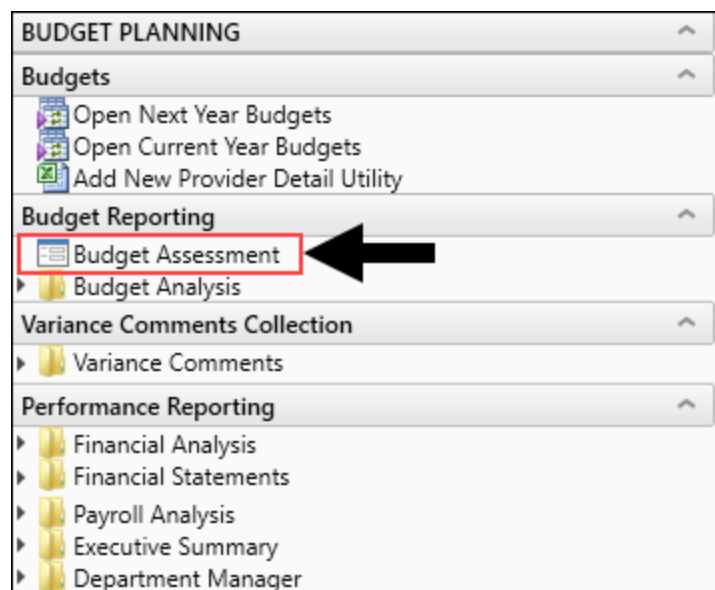 BUDGET PLANNING
Budgets
Open Next Year Budgets
Open Current Year Budgets
Add New Provider Detail Utility
Budget Reporting
Budget Assessment
Budget Analysis
Variance Comments Collection
Variance Comments
Performance Reporting
Financial Analysis
Financial Statements
Payroll Analysis
Executive Summary
Department Manager